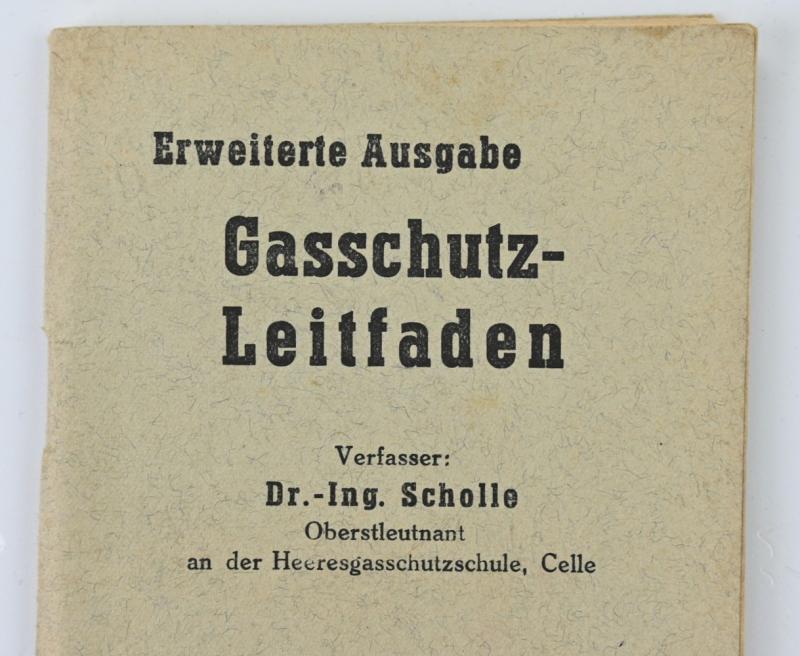 Erweiterte Ausgabe
Gasschutz-
Leitfaden
Verfasser:
Dr.-Ing. Scholle
Oberstleutnant
an der Heeresgasschutzschule, Celle